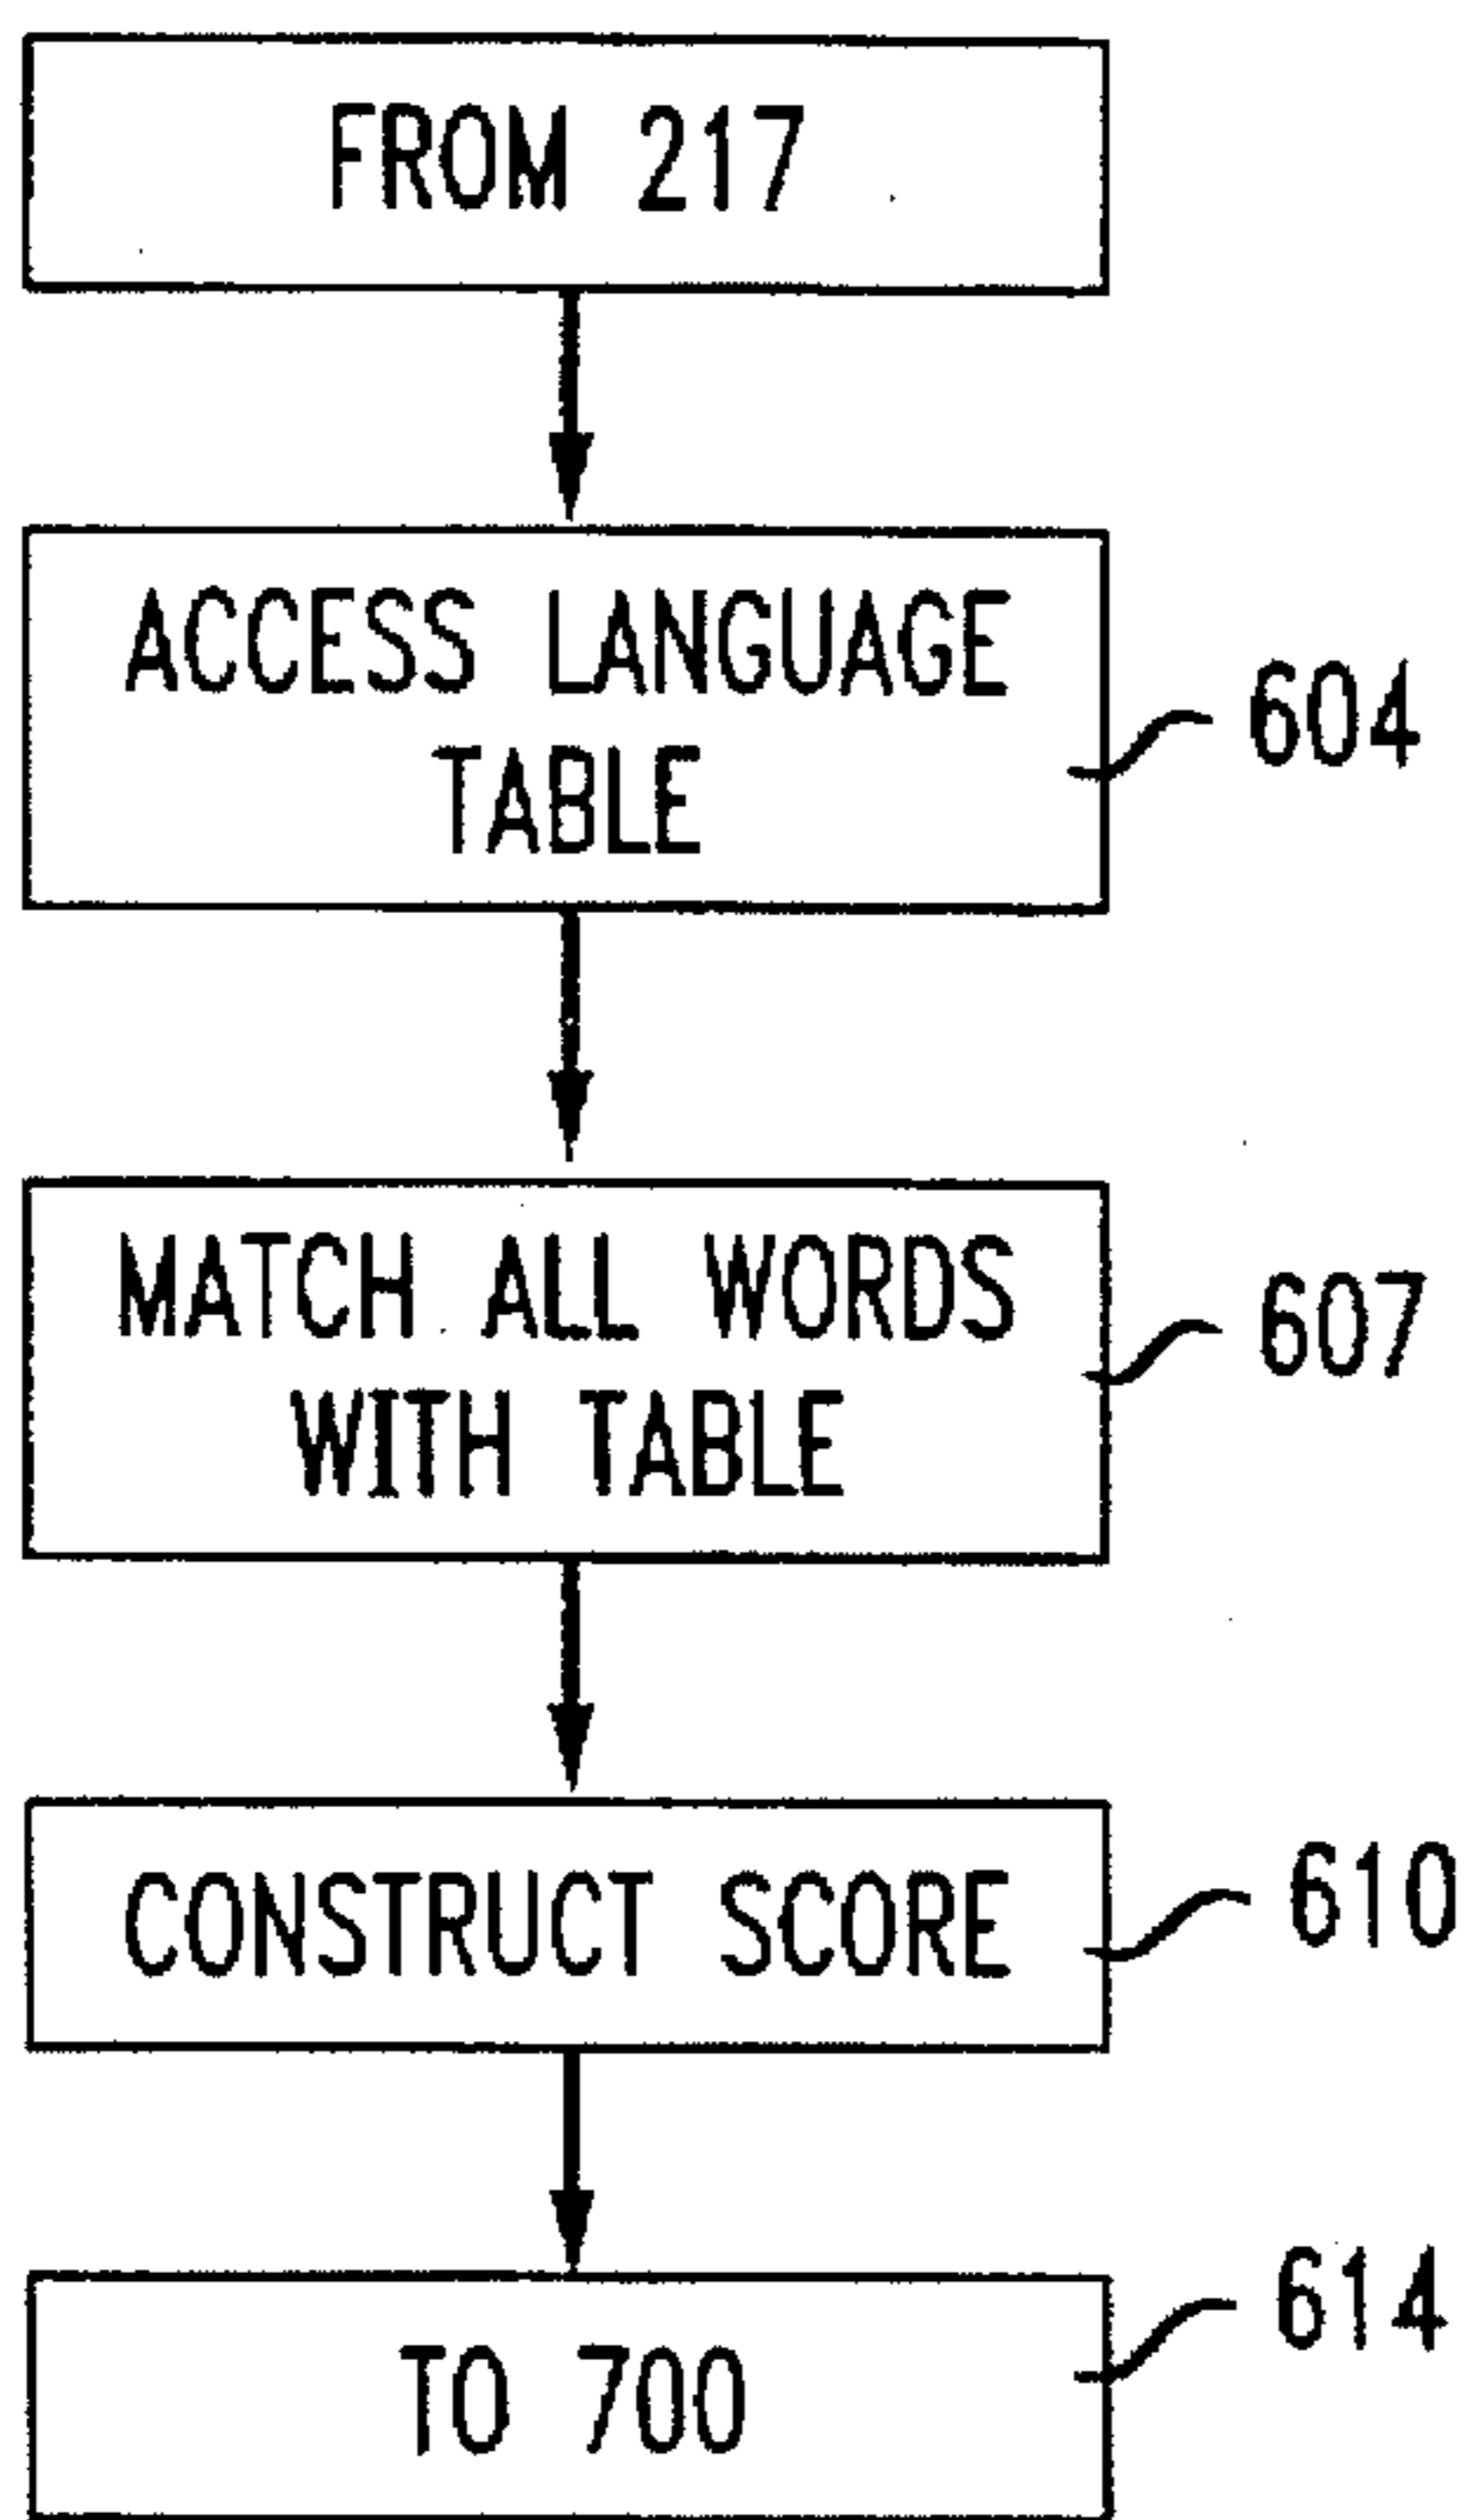 FROM 217
ACCESS LANGUAGE
TABLE
604
MATCH ALL WORDS
WITH TABLE
607
CONSTRUCT SCORE
610
TO 700
614